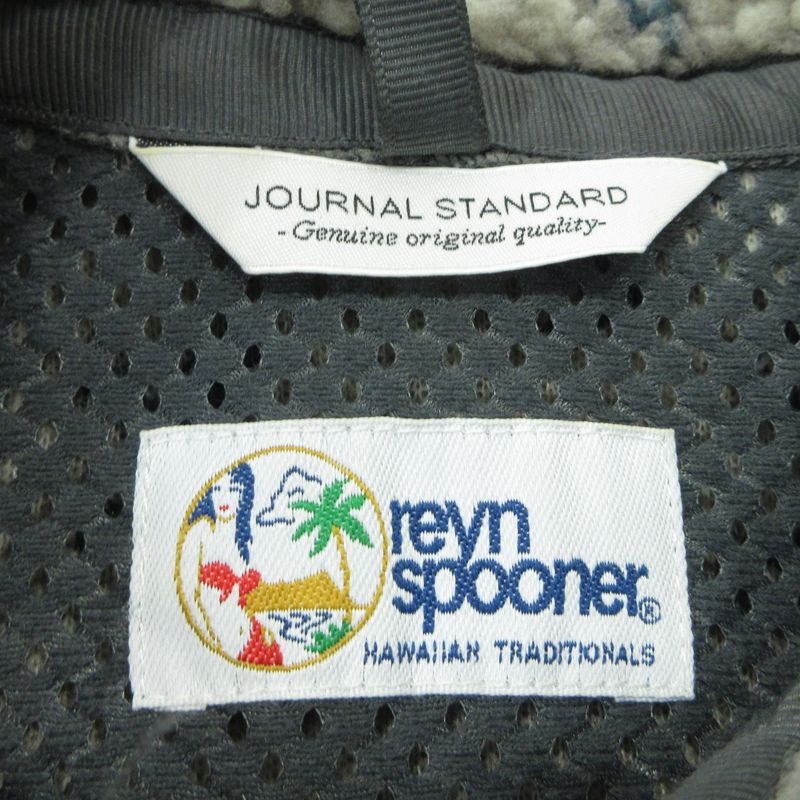 JOURNAL STANDARD
-Genuine original quality-
reyn
spooner®
HAWAIIAN TRADITIONALS